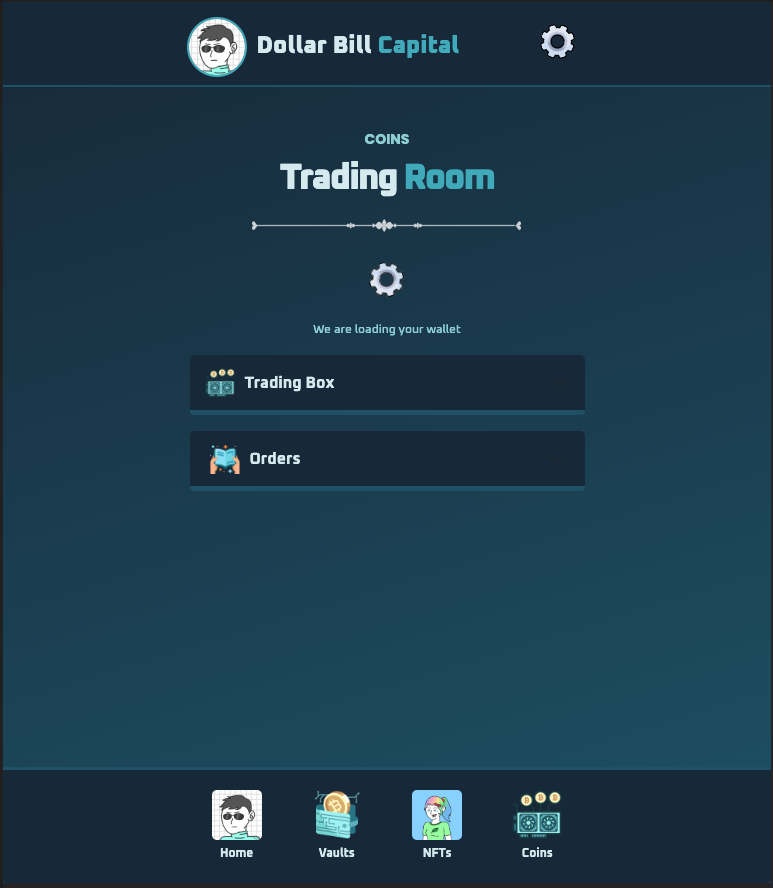 Dollar Bill Capital
COINS
Trading Room
We are loading your wallet
Trading Box
Orders
Home
Vaults
NFTs
Coins